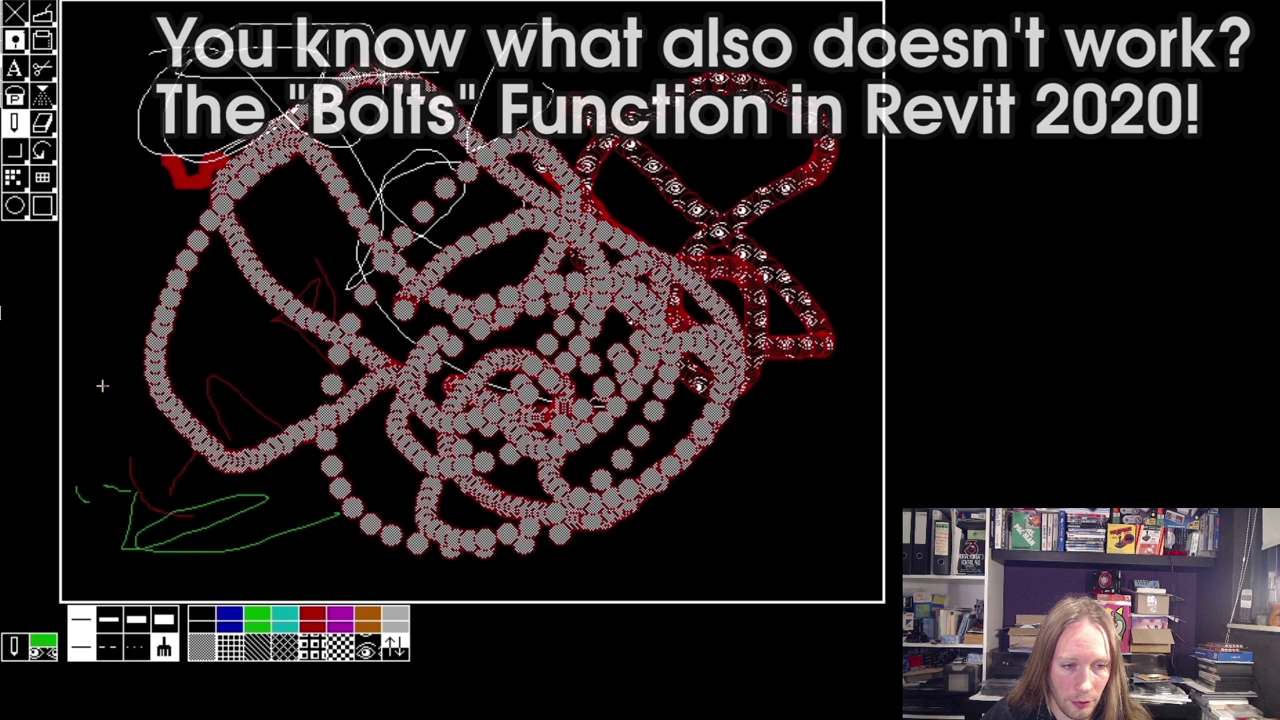 You know what also doesn't work?
The "Bolts" Function in Revit 2020!
A
P